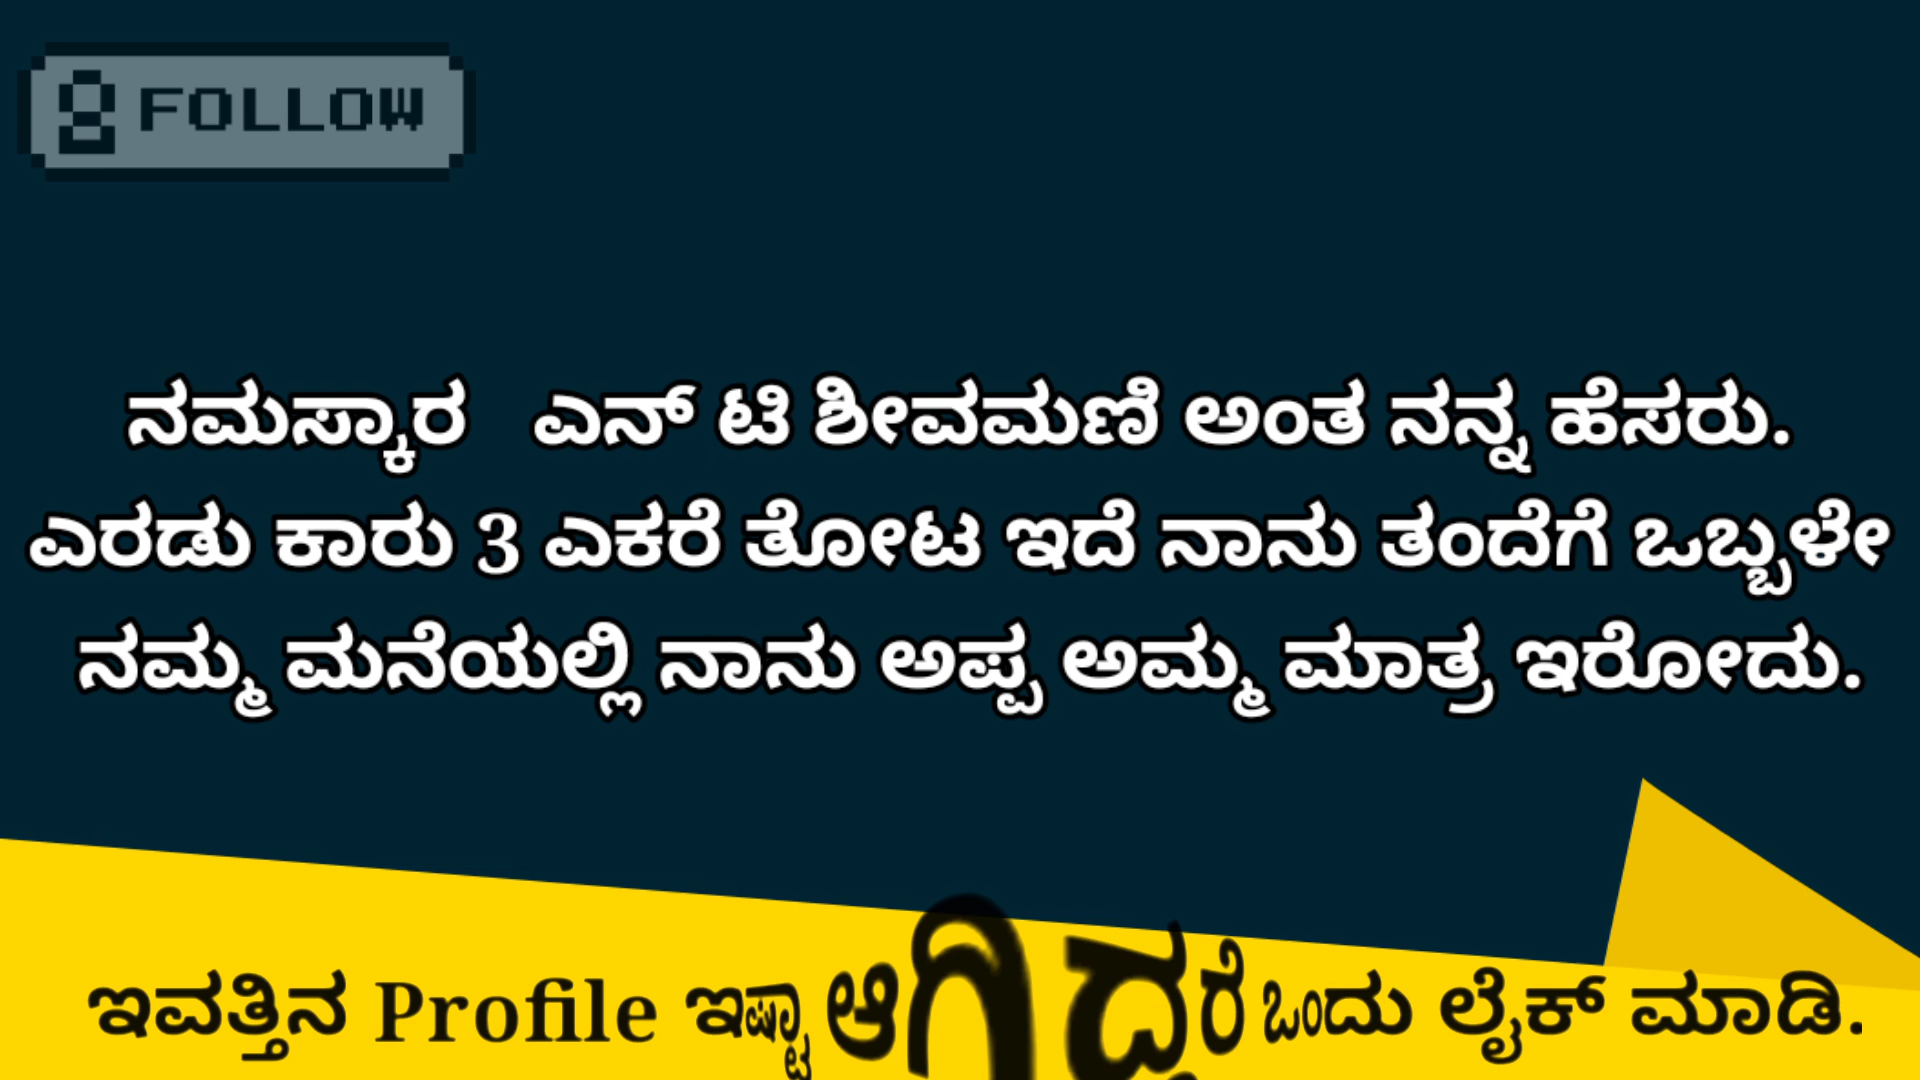 FOLLOW
ನಮಸ್ಕಾರ ಎನ್ ಟಿ ಶೀವಮಣಿ ಅಂತ ನನ್ನ ಹೆಸರು.
ಎರಡು ಕಾರು 3 ಎಕರೆ ತೋಟ ಇದೆ ನಾನು ತಂದೆಗೆ ಒಬ್ಬಳೇ
ನಮ್ಮ ಮನೆಯಲ್ಲಿ ನಾನು ಅಪ್ಪ ಅಮ್ಮ ಮಾತ್ರ ಇರೋದು.
ಇವತ್ತಿನ Profile ಇಷ್ಟಾ ಆಗಿದ್ದರೆ ಒಂದು ಲೈಕ್ ಮಾಡಿ.